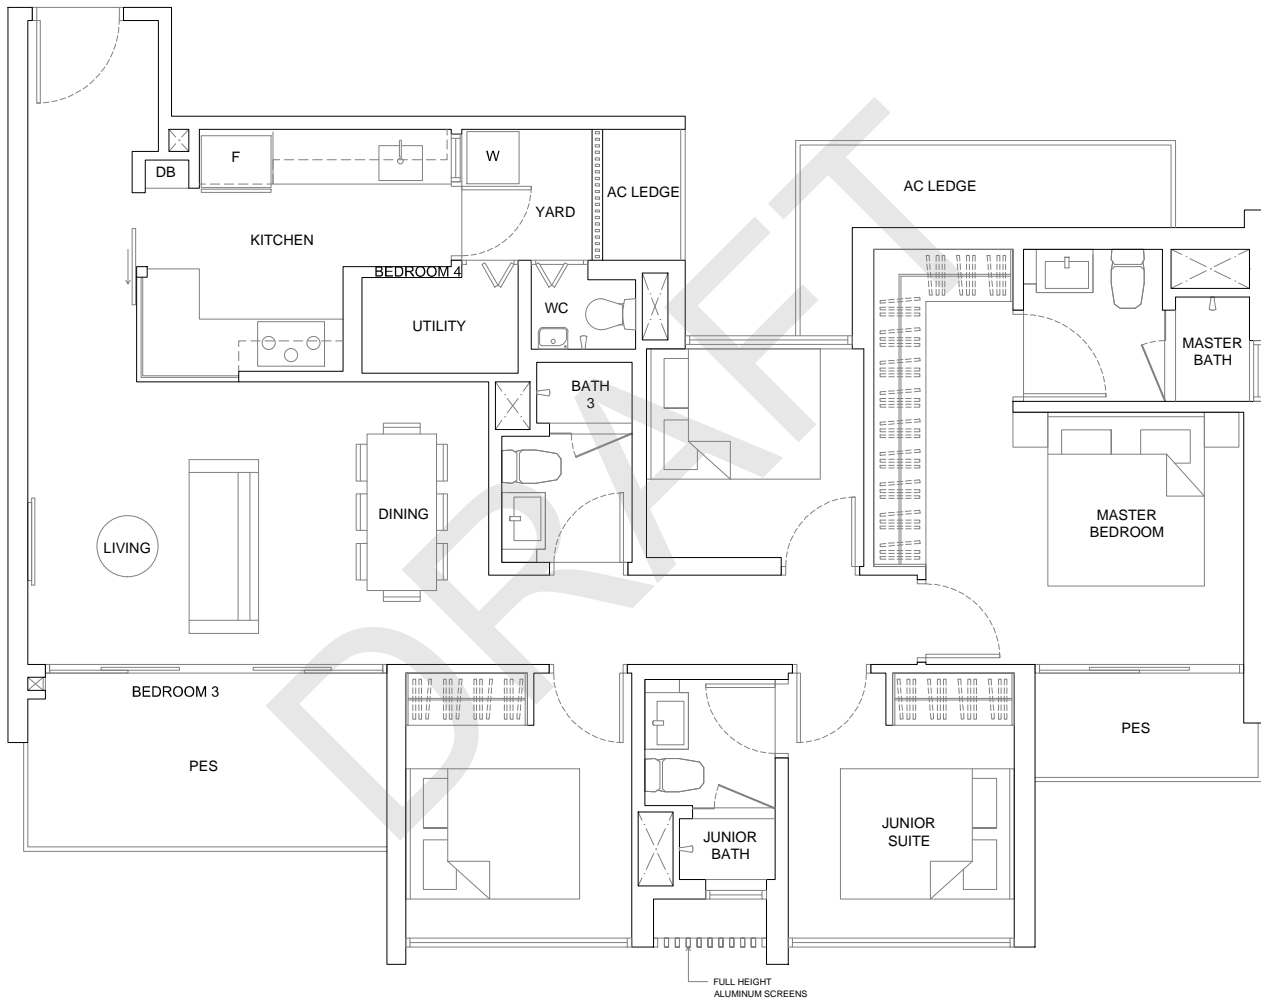 F
W
DB
AC LEDGE
AC LEDGE
YARD
KITCHEN
BEDROOM 4
WC
UTILITY
MASTER
BATH
BATH
3
DINING
MASTER
BEDROOM
LIVING
BEDROOM 3
PES
PES
JUNIOR
SUITE
JUNIOR
BATH
FULL HEIGHT
ALUMINUM SCREENS
DRAFT